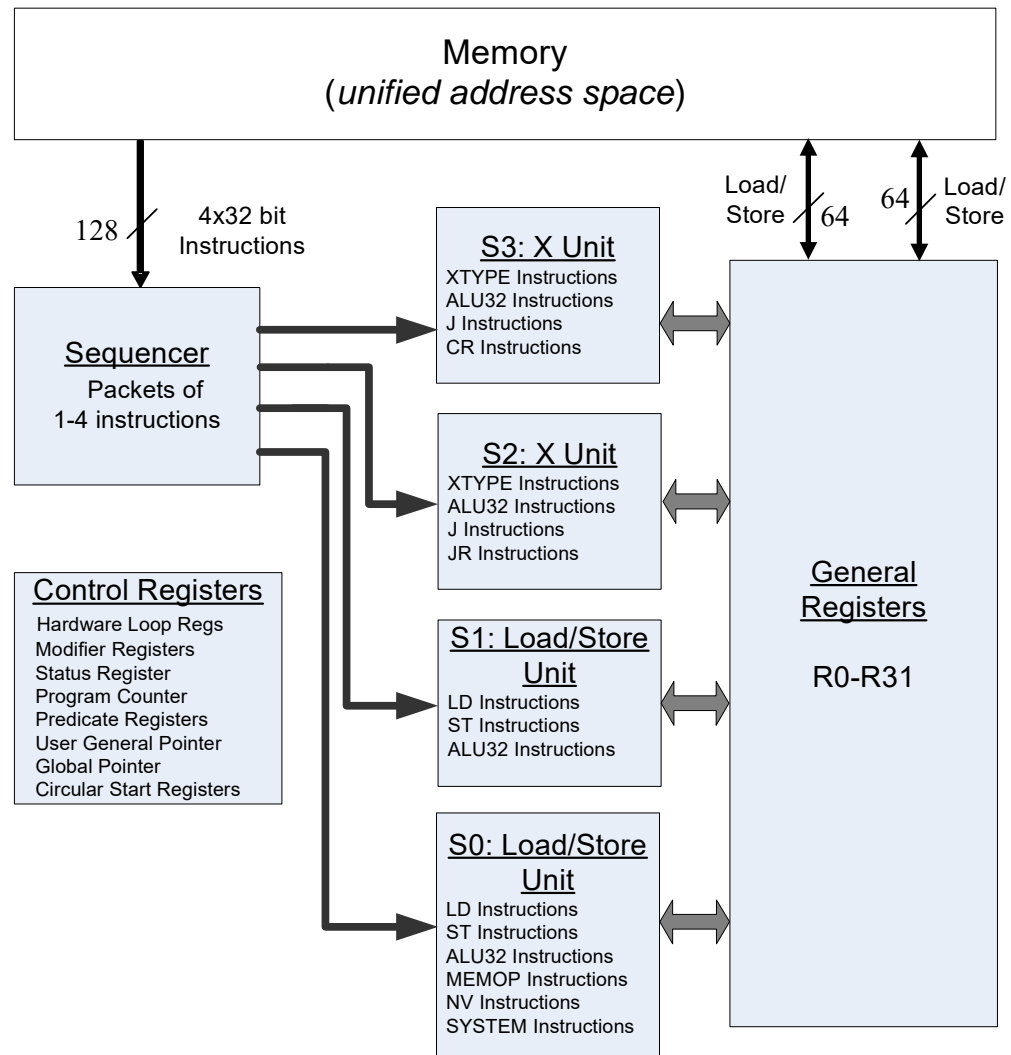 Memory
(unified address space)
128
4x32 bit
Instructions
Load/
Store
64
64
Load/
Store
Sequencer
Packets of
1-4 instructions
S3: X Unit
XTYPE Instructions
ALU32 Instructions
J Instructions
CR Instructions
S2: X Unit
XTYPE Instructions
ALU32 Instructions
J Instructions
JR Instructions
Control Registers
Hardware Loop Regs
Modifier Registers
Status Register
Program Counter
Predicate Registers
User General Pointer
Global Pointer
Circular Start Registers
S1: Load/Store
Unit
LD Instructions
ST Instructions
ALU32 Instructions
S0: Load/Store
Unit
LD Instructions
ST Instructions
ALU32 Instructions
MEMOP Instructions
NV Instructions
SYSTEM Instructions
General
Registers
R0-R31